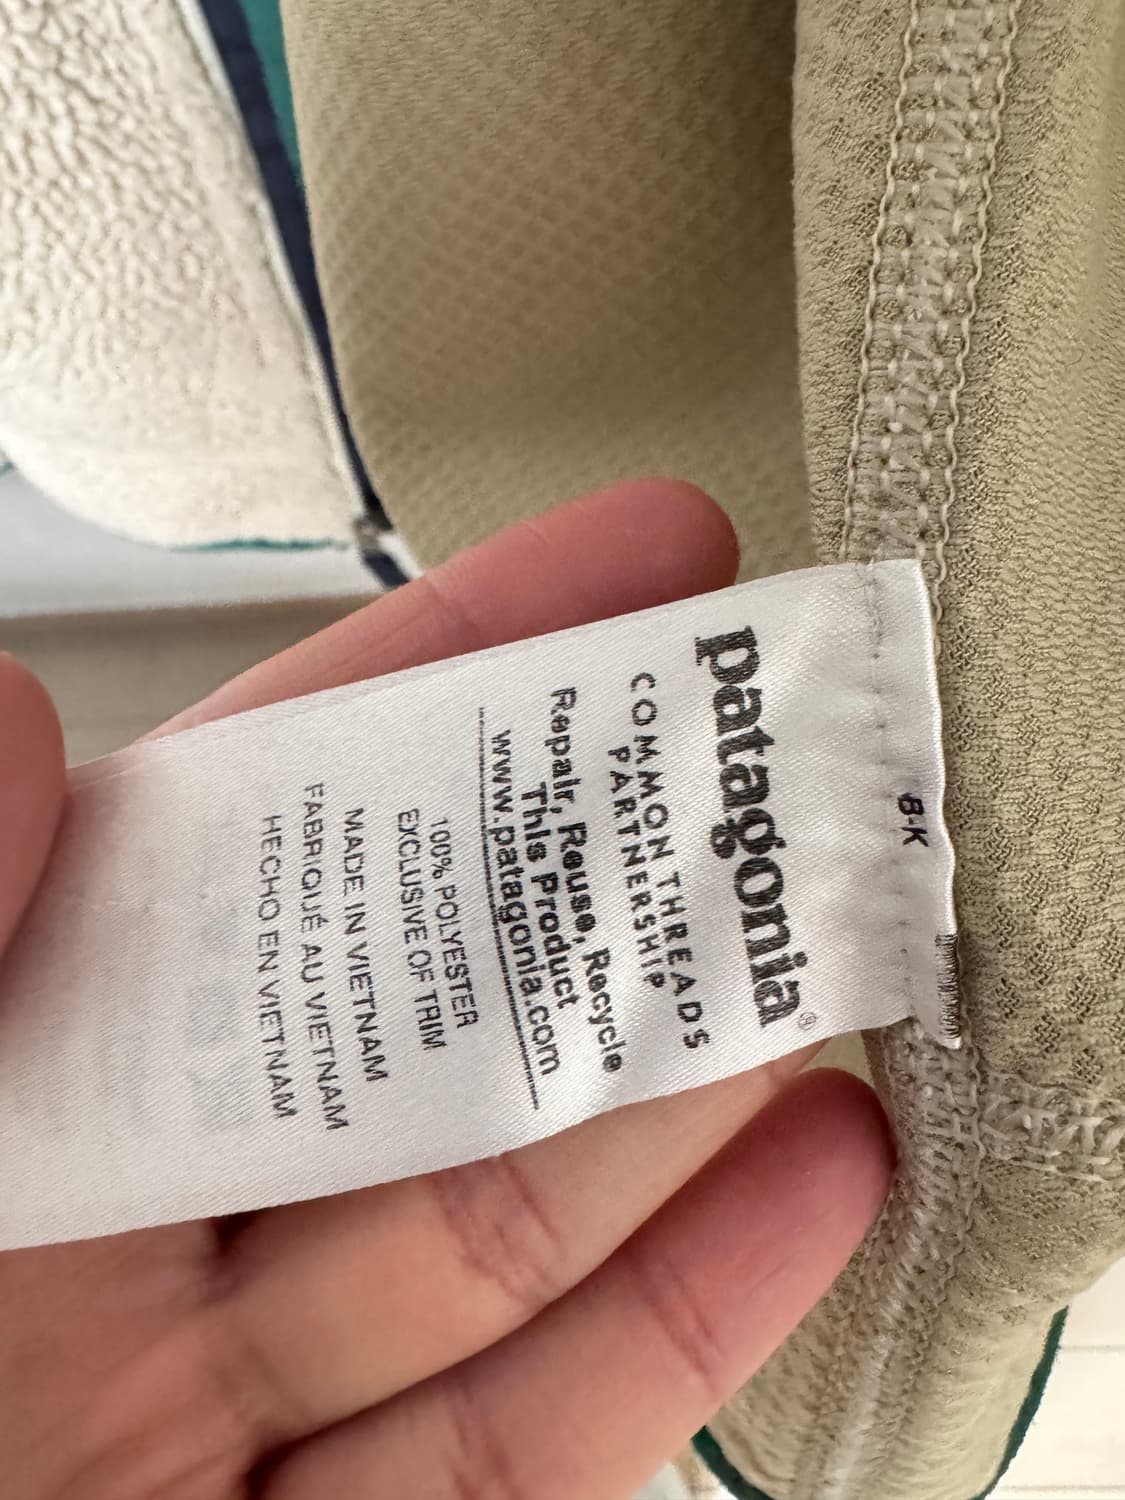 B-K
patagonia®
COMMON THREADS
PARTNERSHIP
Repair, Reuse, Recycle
This Product
www.patagonia.com
100% POLYESTER
EXCLUSIVE OF TRIM
MADE IN VIETNAM
FABRIQUÉ AU VIETNAM
HECHO EN VIETNAM